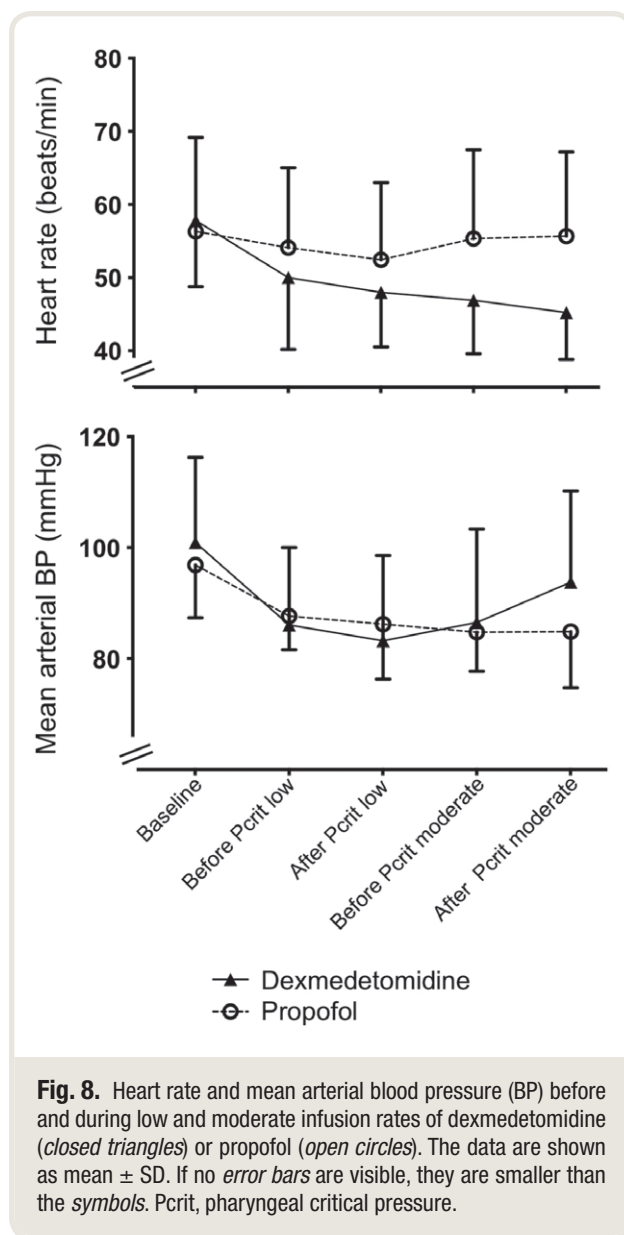 80
70
60
50
40
Heart rate (beats/min)
120
100
80
Mean arterial BP (mmHg)
Baseline
Before Pcrit low
After Pcrit low
Before Pcrit moderate
After Pcrit moderate
Dexmedetomidine
Propofol
Fig. 8. Heart rate and mean arterial blood pressure (BP) before
and during low and moderate infusion rates of dexmedetomidine
(closed triangles) or propofol (open circles). The data are shown
as mean ± SD. If no error bars are visible, they are smaller than
the symbols. Pcrit, pharyngeal critical pressure.